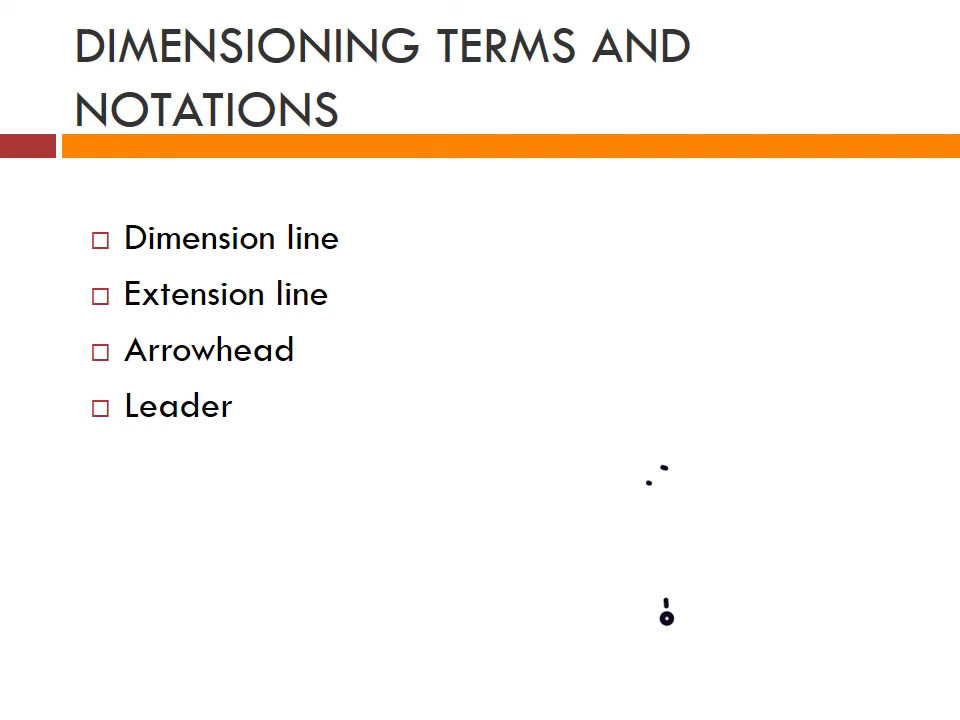 DIMENSIONING TERMS AND
NOTATIONS
Dimension line
Extension line
Arrowhead
Leader